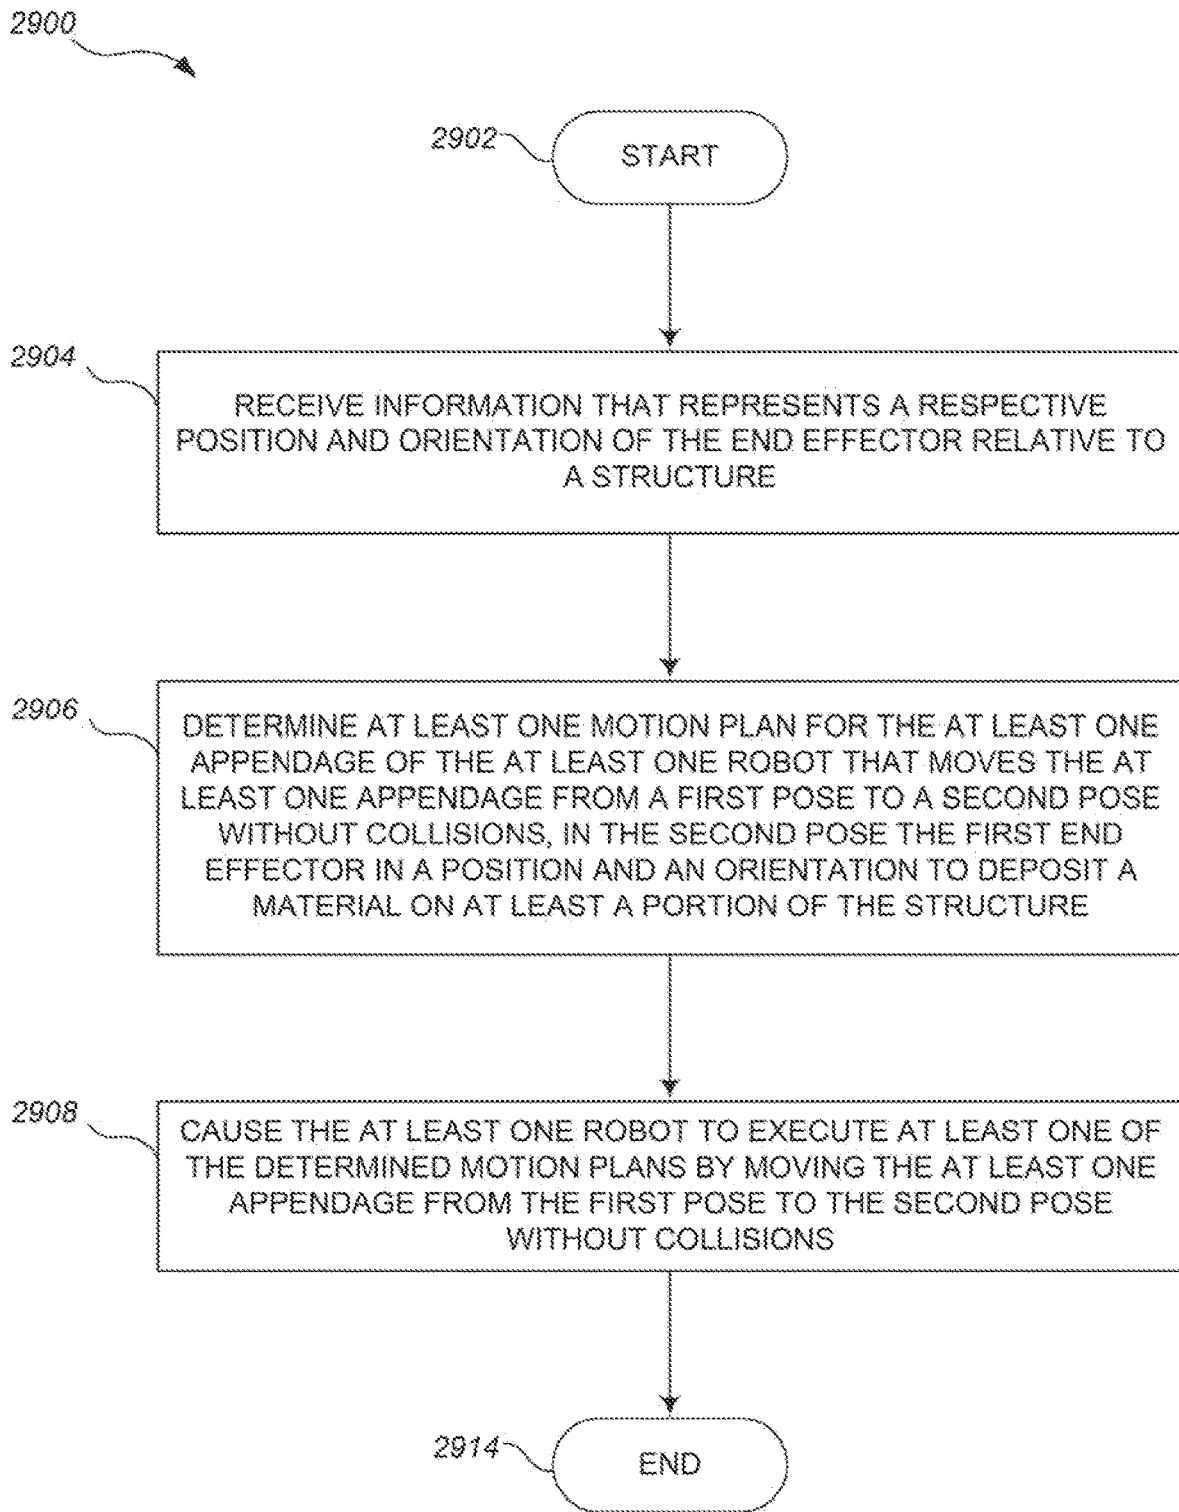 2900
2902
START
2904
RECEIVE INFORMATION THAT REPRESENTS A RESPECTIVE
POSITION AND ORIENTATION OF THE END EFFECTOR RELATIVE TO
A STRUCTURE
2906
DETERMINE AT LEAST ONE MOTION PLAN FOR THE AT LEAST ONE
APPENDAGE OF THE AT LEAST ONE ROBOT THAT MOVES THE AT
LEAST ONE APPENDAGE FROM A FIRST POSE TO A SECOND POSE
WITHOUT COLLISIONS, IN THE SECOND POSE THE FIRST END
EFFECTOR IN A POSITION AND AN ORIENTATION TO DEPOSIT A
MATERIAL ON AT LEAST A PORTION OF THE STRUCTURE
2908
CAUSE THE AT LEAST ONE ROBOT TO EXECUTE AT LEAST ONE OF
THE DETERMINED MOTION PLANS BY MOVING THE AT LEAST ONE
APPENDAGE FROM THE FIRST POSE TO THE SECOND POSE
WITHOUT COLLISIONS
2914
END